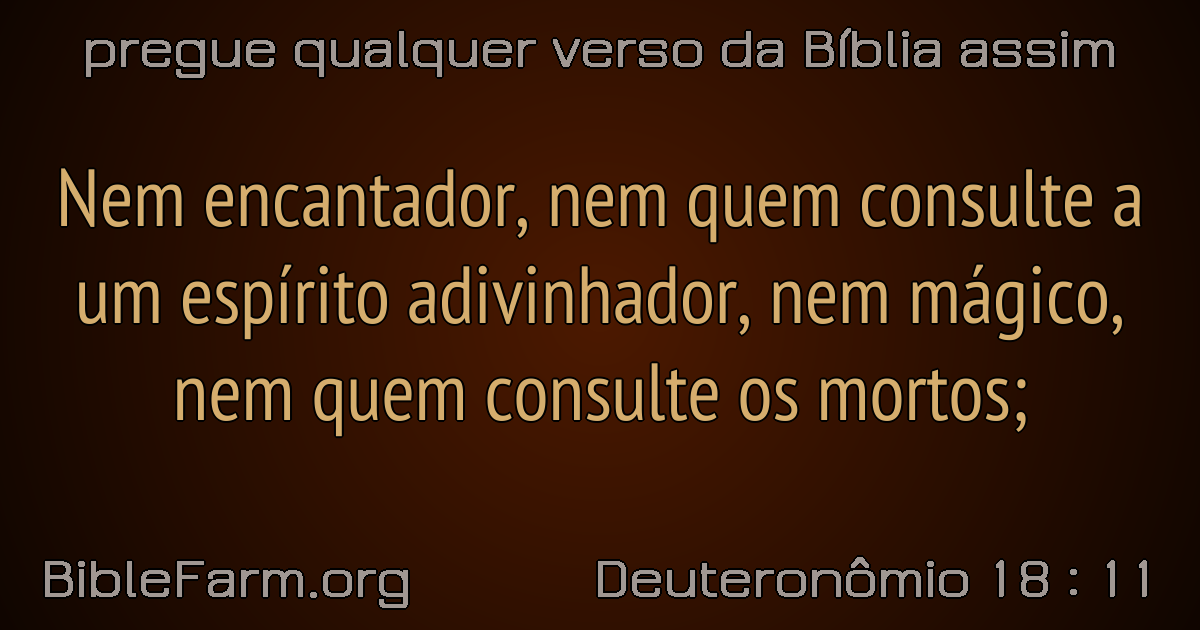 pregue qualquer verso da Bíblia assim
Nem encantador, nem quem consulte a
um espírito adivinhador, nem mágico,
nem quem consulte os mortos;
BibleFarm.org
Deuteronômio 18 : 11